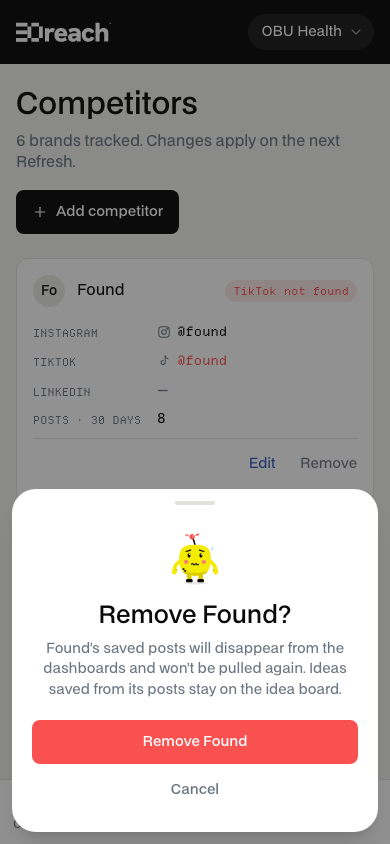 EOreach
OBU Health
Competitors
6 brands tracked. Changes apply on the next
Refresh.
+ Add competitor
Fo
Found
TikTok not found
INSTAGRAM
@found
TIKTOK
@found
LINKEDIN
—
POSTS · 30 DAYS
8
Edit
Remove
Remove Found?
Found's saved posts will disappear from the
dashboards and won't be pulled again. Ideas
saved from its posts stay on the idea board.
Remove Found
Cancel